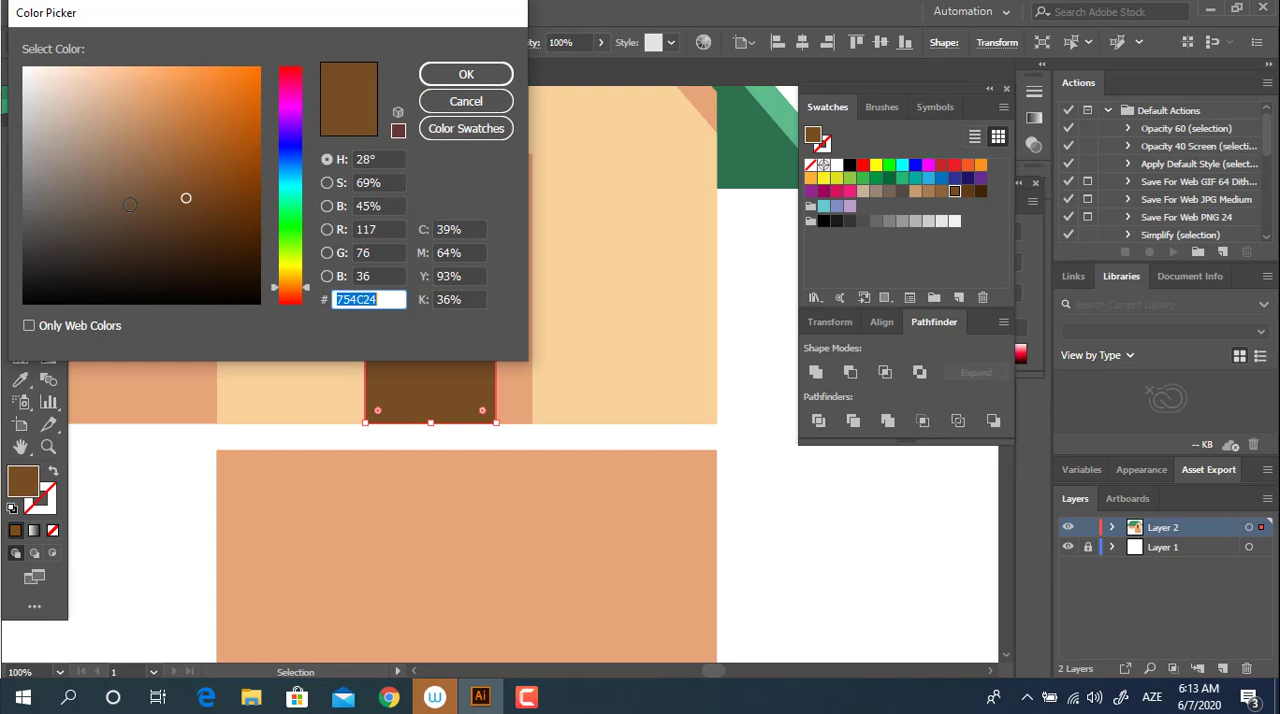 Color Picker
Automation
Search Adobe Stock
Select Color:
100%
Style:
Shape:
Transform
OK
Cancel
Color Swatches
H: 28°
S: 69%
B: 45%
R: 117
G: 76
B: 36
# 754C24
C: 39%
M: 64%
Y: 93%
K: 36%
Only Web Colors
Swatches
Brushes
Symbols
Transform
Align
Pathfinder
Shape Modes:
Expand
Pathfinders:
Actions
Default Actions
Opacity 60 (selection)
Opacity 40 Screen (selecti...
Apply Default Style (select...
Save For Web GIF 64 Dith...
Save For Web JPG Medium
Save For Web PNG 24
Simplify (selection)
Links
Libraries
Document Info
Search Current Library
View by Type
-- KB
Variables
Appearance
Asset Export
Layers
Artboards
Layer 2
Layer 1
2 Layers
100%
1
Selection
Ai
AZE
6:13 AM
6/7/2020
3